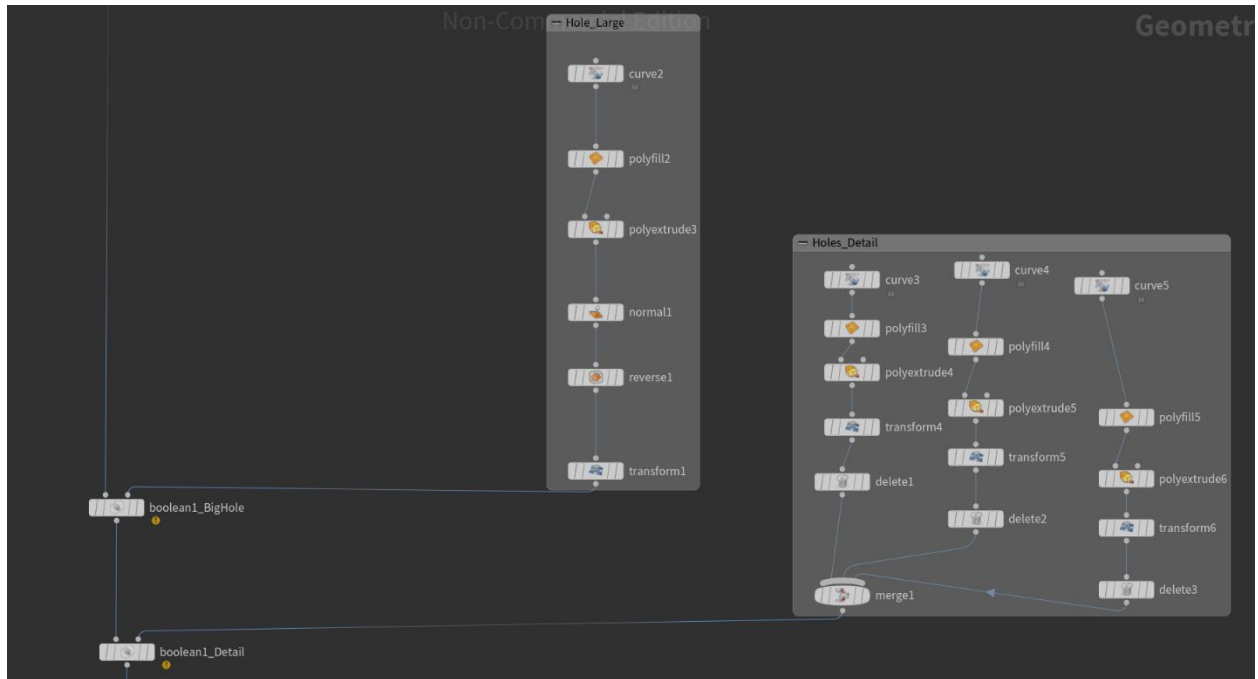 Non-Commercial Edition
Geometr
Hole_Large
curve2
polyfill2
polyextrude3
normal1
reverse1
transform1
boolean1_BigHole
boolean1_Detail
Holes_Detail
curve3
polyfill3
polyextrude4
transform4
delete1
curve4
polyfill4
polyextrude5
transform5
delete2
curve5
polyfill5
polyextrude6
transform6
delete3
merge1